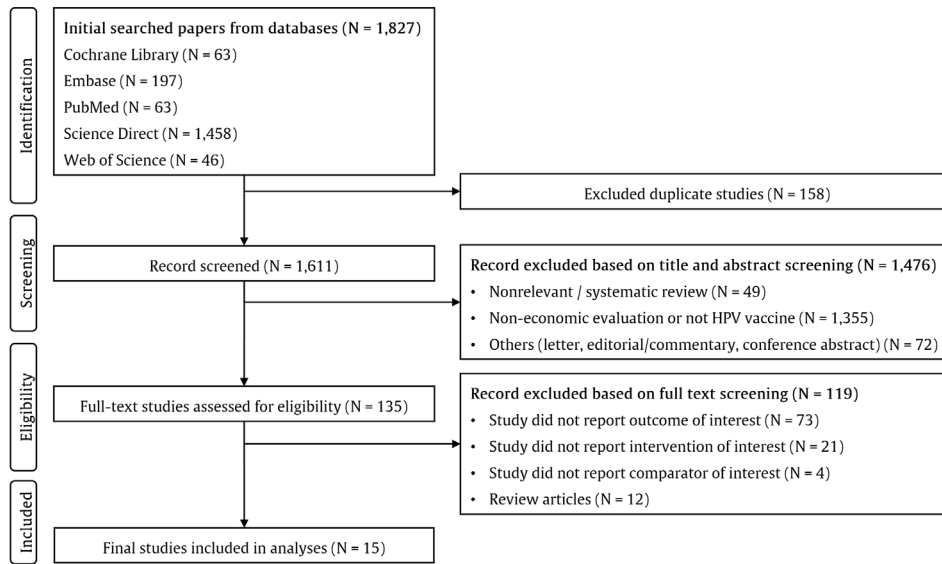 Identification
Initial searched papers from databases (N = 1,827)
Cochrane Library (N = 63)
Embase (N = 197)
PubMed (N = 63)
Science Direct (N = 1,458)
Web of Science (N = 46)
Excluded duplicate studies (N = 158)
Screening
Record screened (N = 1,611)
Record excluded based on title and abstract screening (N = 1,476)
• Nonrelevant / systematic review (N = 49)
• Non-economic evaluation or not HPV vaccine (N = 1,355)
• Others (letter, editorial/commentary, conference abstract) (N = 72)
Eligibility
Full-text studies assessed for eligibility (N = 135)
Record excluded based on full text screening (N = 119)
• Study did not report outcome of interest (N = 73)
• Study did not report intervention of interest (N = 21)
• Study did not report comparator of interest (N = 4)
• Review articles (N = 12)
Included
Final studies included in analyses (N = 15)